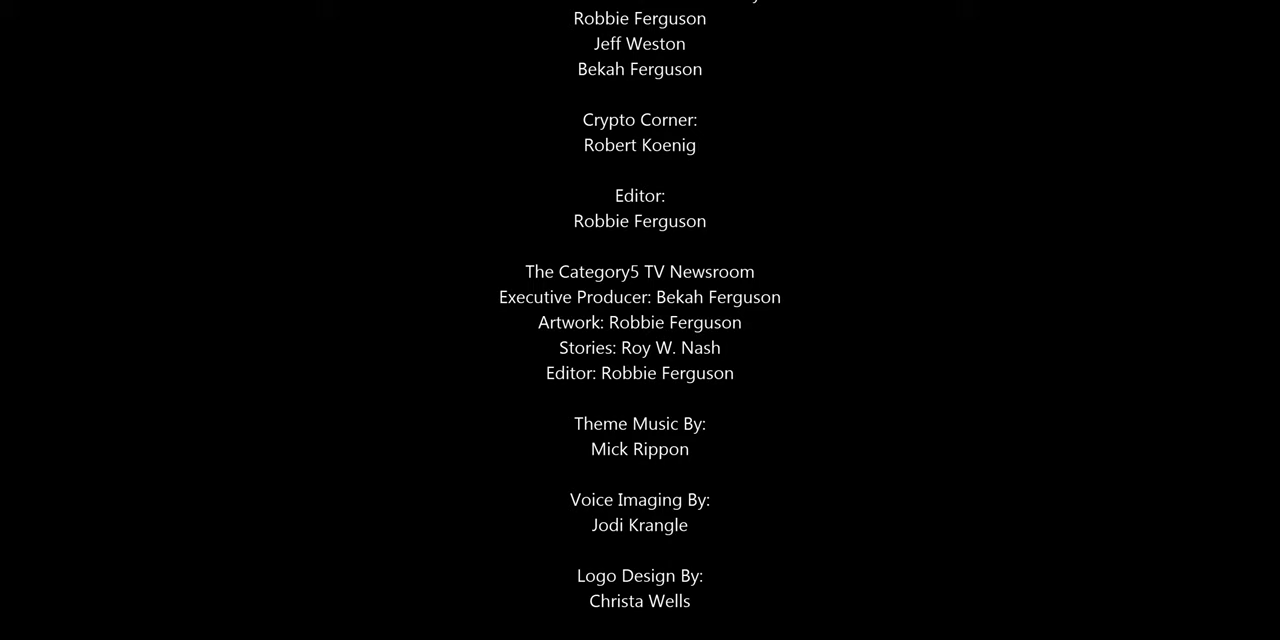 Robbie Ferguson
Jeff Weston
Bekah Ferguson
Crypto Corner:
Robert Koenig
Editor:
Robbie Ferguson
The Category5 TV Newsroom
Executive Producer: Bekah Ferguson
Artwork: Robbie Ferguson
Stories: Roy W. Nash
Editor: Robbie Ferguson
Theme Music By:
Mick Rippon
Voice Imaging By:
Jodi Krangle
Logo Design By:
Christa Wells